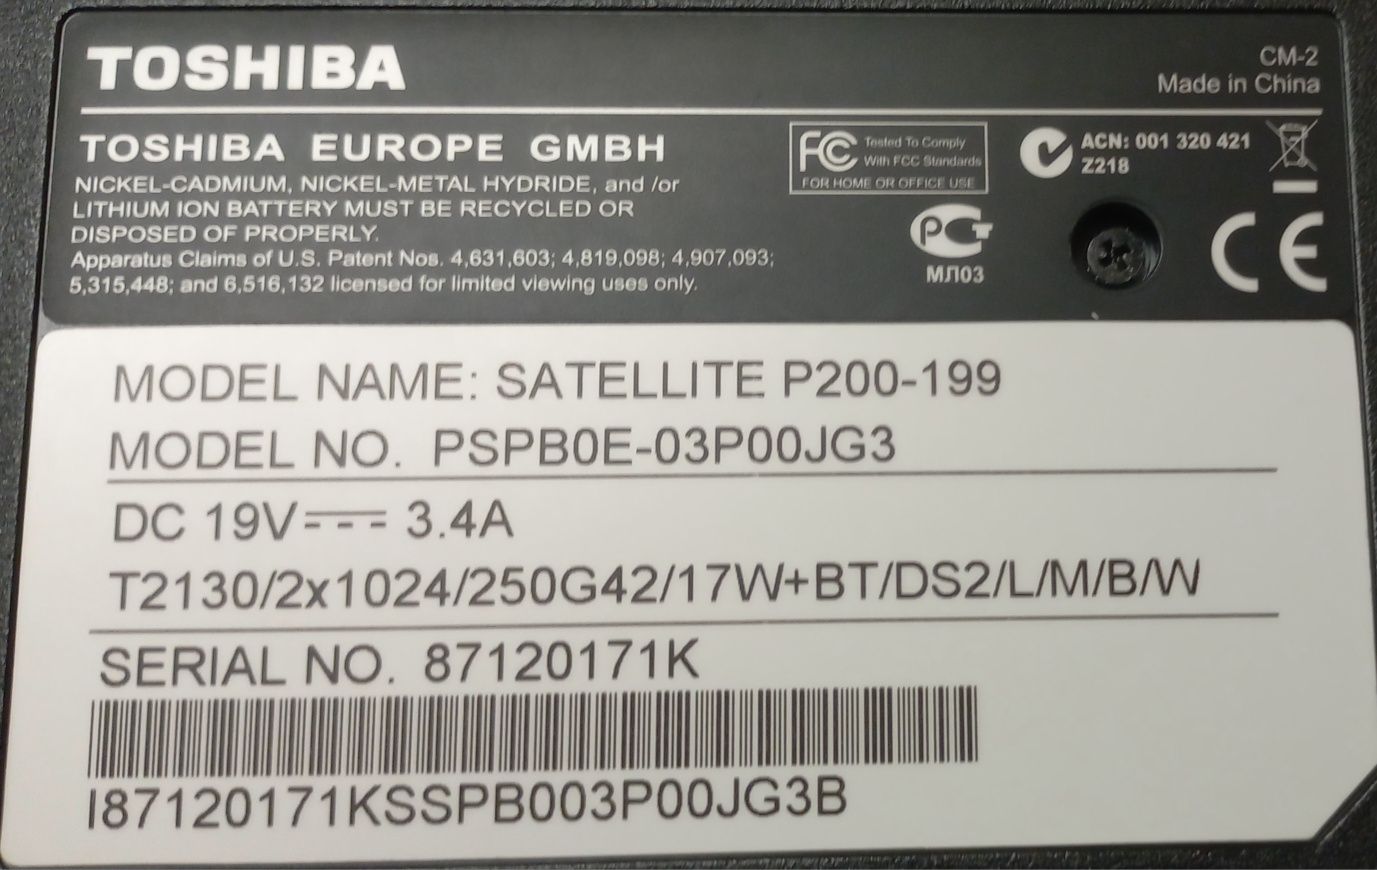 TOSHIBA
CM-2
Made in China
TOSHIBA EUROPE GMBH
NICKEL-CADMIUM, NICKEL-METAL HYDRIDE, and /or
LITHIUM ION BATTERY MUST BE RECYCLED OR
DISPOSED OF PROPERLY.
Apparatus Claims of U.S. Patent Nos. 4,631,603; 4,819,098; 4,907,093;
5,315,448; and 6,516,132 licensed for limited viewing uses only.
FC Tested To Comply
With FCC Standards
FOR HOME OR OFFICE USE
ACN: 001 320 421
Z218
РСТ
МЛ03
CE
MODEL NAME: SATELLITE P200-199
MODEL NO. PSPB0E-03P00JG3
DC 19V 3.4A
T2130/2x1024/250G42/17W+BT/DS2/L/M/B/W
SERIAL NO. 87120171K
I87120171KSSPB003P00JG3B